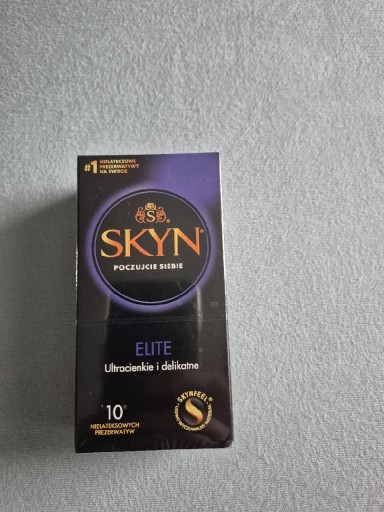 #1 NIELATEKSOWE
PREZERWATYWY
NA ŚWIECIE
S
SKYN®
POCZUJCIE SIEBIE
ELITE
Ultracienkie i delikatne
10
NIELATEKSOWYCH
PREZERWATYW
SKYNFEEL
S